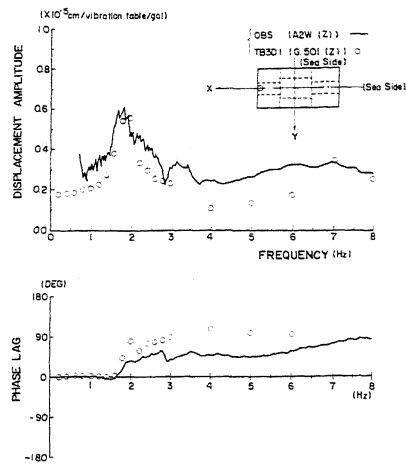 (X10⁻⁵cm/vibration table/gal)
OBS (A2W (Z))
TB3D1 (G.501 (Z))
(Sea Side)
X
(Sea Side)
Y
DISPLACEMENT AMPLITUDE
1.0
0.8
0.6
0.4
0.2
0.0
1 2 3 4 5 6 7 8
FREQUENCY (Hz)
(DEG)
PHASE LAG
180
90
0
-90
-180
1 2 3 4 5 6 7 8
(Hz)